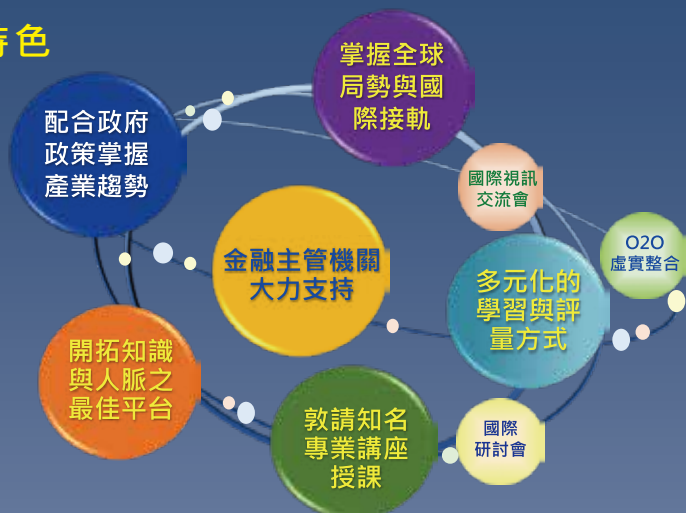 色
掌握全球
局勢與國
際接軌
配合政府
政策掌握
產業趨勢
國際視訊
交流會
O2O
虛實整合
金融主管機關
大力支持
多元化的
學習與評
量方式
開拓知識
與人脈之
最佳平台
敦請知名
專業講座
授課
國際
研討會